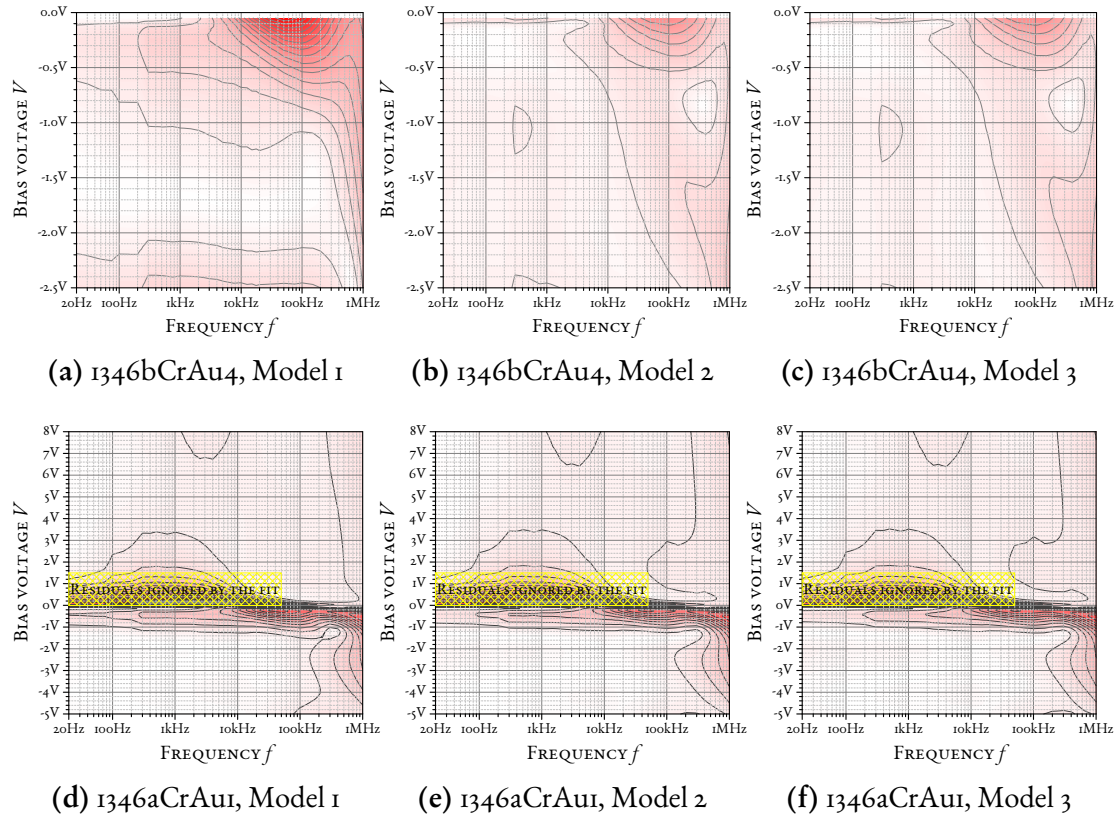 0.0V
-0.5V
-1.0V
-1.5V
-2.0V
-2.5V
BIAS VOLTAGE V
20Hz 100Hz 1kHz 10kHz 100kHz 1MHz
FREQUENCY f
(a) 1346bCrAu4, Model 1
0.0V
-0.5V
-1.0V
-1.5V
-2.0V
-2.5V
BIAS VOLTAGE V
20Hz 100Hz 1kHz 10kHz 100kHz 1MHz
FREQUENCY f
(b) 1346bCrAu4, Model 2
0.0V
-0.5V
-1.0V
-1.5V
-2.0V
-2.5V
BIAS VOLTAGE V
20Hz 100Hz 1kHz 10kHz 100kHz 1MHz
FREQUENCY f
(c) 1346bCrAu4, Model 3
8V
7V
6V
5V
4V
3V
2V
1V
0V
-1V
-2V
-3V
-4V
-5V
BIAS VOLTAGE V
RESIDUALS IGNORED BY THE FIT
20Hz 100Hz 1kHz 10kHz 100kHz 1MHz
FREQUENCY f
(d) 1346aCrAu1, Model 1
8V
7V
6V
5V
4V
3V
2V
1V
0V
-1V
-2V
-3V
-4V
-5V
BIAS VOLTAGE V
RESIDUALS IGNORED BY THE FIT
20Hz 100Hz 1kHz 10kHz 100kHz 1MHz
FREQUENCY f
(e) 1346aCrAu1, Model 2
8V
7V
6V
5V
4V
3V
2V
1V
0V
-1V
-2V
-3V
-4V
-5V
BIAS VOLTAGE V
RESIDUALS IGNORED BY THE FIT
20Hz 100Hz 1kHz 10kHz 100kHz 1MHz
FREQUENCY f
(f) 1346aCrAu1, Model 3